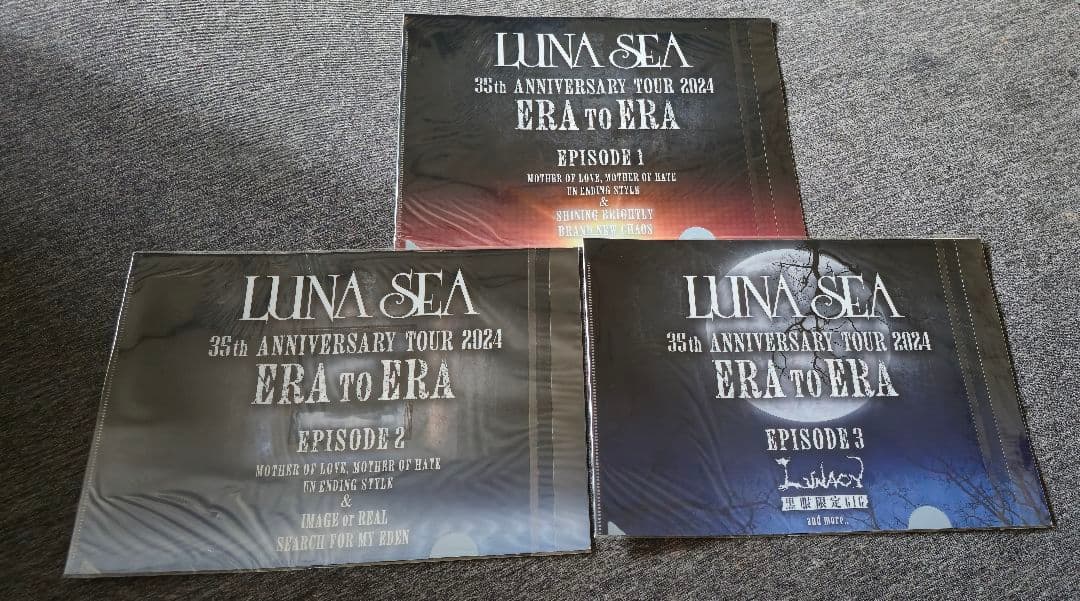 LUNA SEA
35th ANNIVERSARY TOUR 2024
ERA TO ERA
EPISODE 1
MOTHER OF LOVE, MOTHER OF HATE
UN ENDING STYLE
&
SHINING BRIGHTLY
BRAND NEW CHAOS
LUNA SEA
35th ANNIVERSARY TOUR 2024
ERA TO ERA
EPISODE 2
MOTHER OF LOVE, MOTHER OF HATE
UN ENDING STYLE
&
IMAGE or REAL
SEARCH FOR MY EDEN
LUNA SEA
35th ANNIVERSARY TOUR 2024
ERA TO ERA
EPISODE 3
LUNACY
黒服限定GIG
and more..